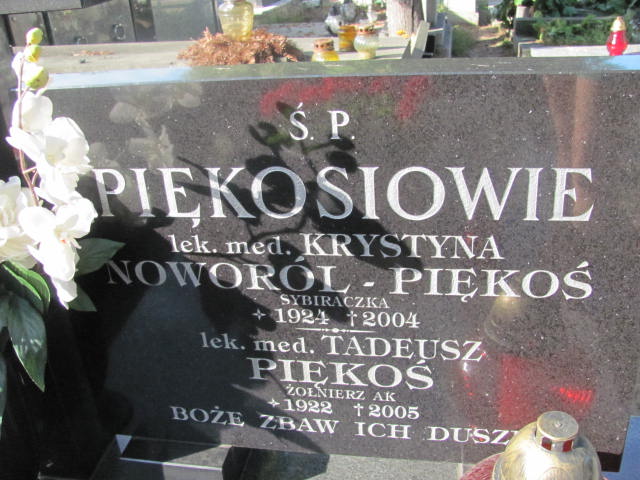 Ś. P.
PIĘKOSIOWIE
lek. med. KRYSTYNA
NOWORÓL - PIĘKOŚ
SYBIRACZKA
✧ 1924 † 2004
lek. med. TADEUSZ
PIĘKOŚ
ŻOŁNIERZ AK
✧ 1922 † 2005
BOŻE ZBAW ICH